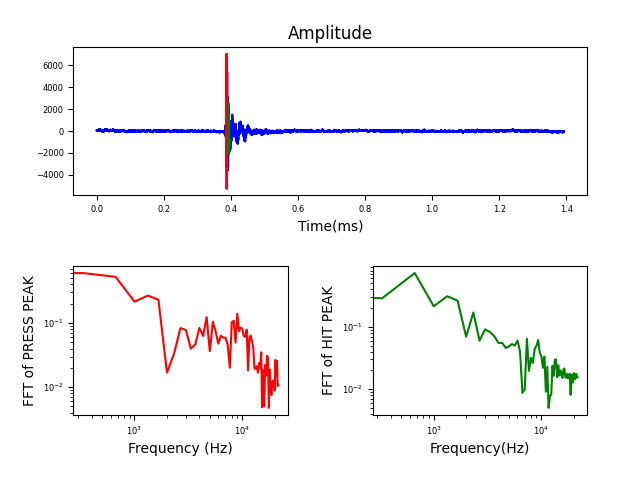 Amplitude
6000
4000
2000
0
−2000
−4000
0.0 0.2 0.4 0.6 0.8 1.0 1.2 1.4
Time(ms)
FFT of PRESS PEAK
10⁻¹
10⁻²
10³ 10⁴
Frequency (Hz)
FFT of HIT PEAK
10⁻¹
10⁻²
10³ 10⁴
Frequency(Hz)